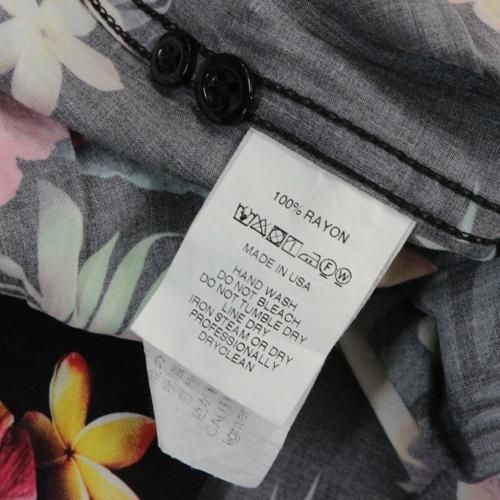 100% RAYON
F W
MADE IN USA
HAND WASH
DO NOT BLEACH
DO NOT TUMBLE DRY
LINE DRY
IRON STEAM OR DRY
PROFESSIONALLY
DRYCLEAN